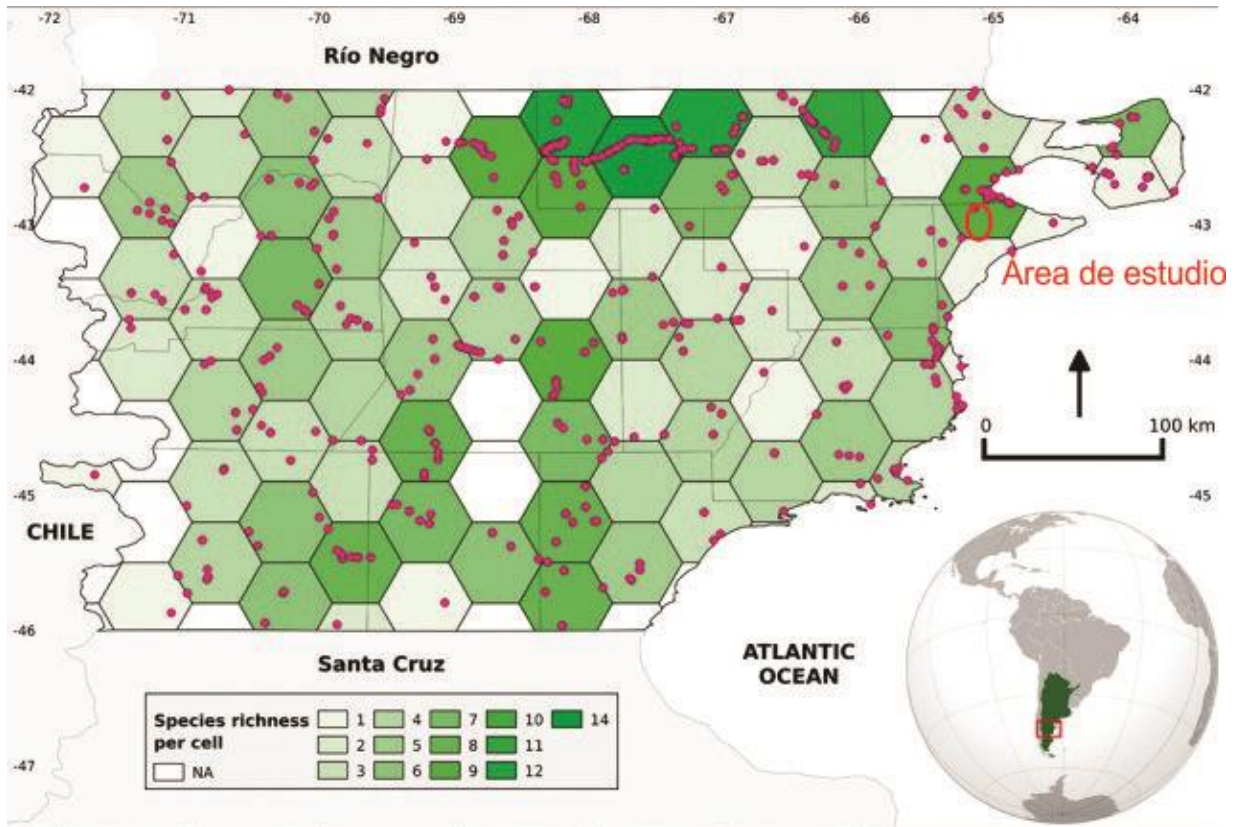 -72 -71 -70 -69 -68 -67 -66 -65 -64
Río Negro
-42 -42
-43
Área de estudio
-44 -44
0 100 km
-45 -45
CHILE
-46
Santa Cruz
ATLANTIC
OCEAN
Species richness
per cell
NA
1 4 7 10 14
2 5 8 11
3 6 9 12
-47